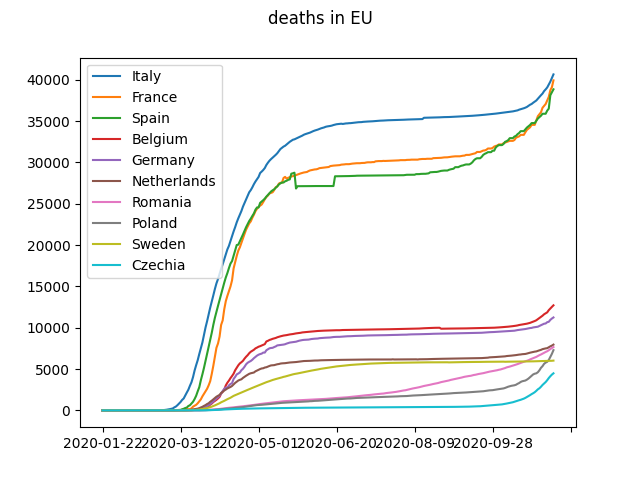 deaths in EU
40000
35000
30000
25000
20000
15000
10000
5000
0
Italy
France
Spain
Belgium
Germany
Netherlands
Romania
Poland
Sweden
Czechia
2020-01-22 2020-03-12 2020-05-01 2020-06-20 2020-08-09 2020-09-28